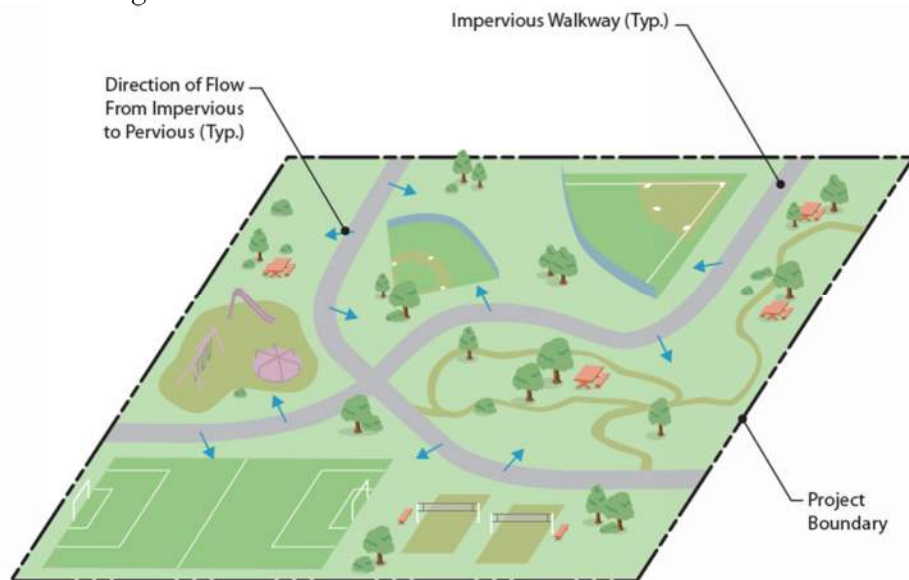 Impervious Walkway (Typ.)
Direction of Flow
From Impervious
to Pervious (Typ.)
Project
Boundary